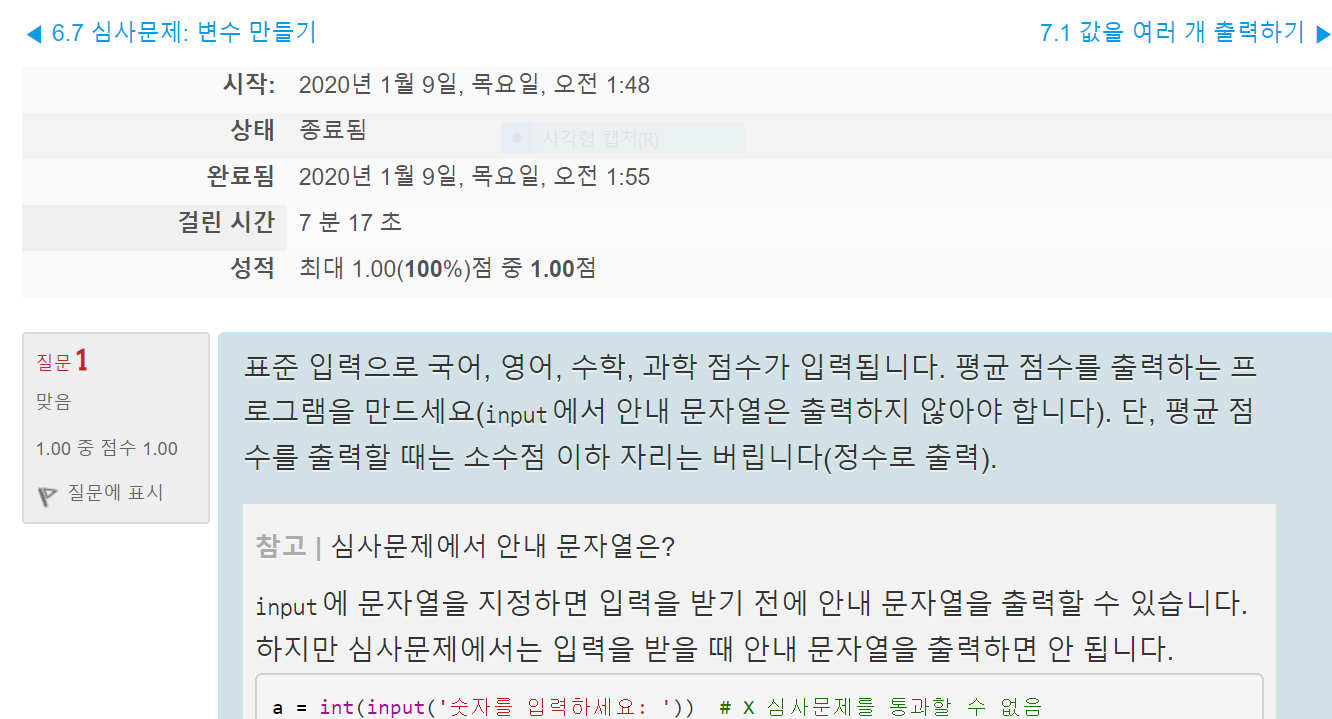 ◀ 6.7 심사문제: 변수 만들기
7.1 값을 여러 개 출력하기 ▶
시작: 2020년 1월 9일, 목요일, 오전 1:48
상태 종료됨
사각형 캡처(R)
완료됨 2020년 1월 9일, 목요일, 오전 1:55
걸린 시간 7 분 17 초
성적 최대 1.00(100%)점 중 1.00점
질문 1
맞음
1.00 중 점수 1.00
질문에 표시
표준 입력으로 국어, 영어, 수학, 과학 점수가 입력됩니다. 평균 점수를 출력하는 프
로그램을 만드세요(input에서 안내 문자열은 출력하지 않아야 합니다). 단, 평균 점
수를 출력할 때는 소수점 이하 자리는 버립니다(정수로 출력).
참고 | 심사문제에서 안내 문자열은?
input에 문자열을 지정하면 입력을 받기 전에 안내 문자열을 출력할 수 있습니다.
하지만 심사문제에서는 입력을 받을 때 안내 문자열을 출력하면 안 됩니다.
a = int(input('숫자를 입력하세요: ')) # X 심사문제를 통과할 수 없음